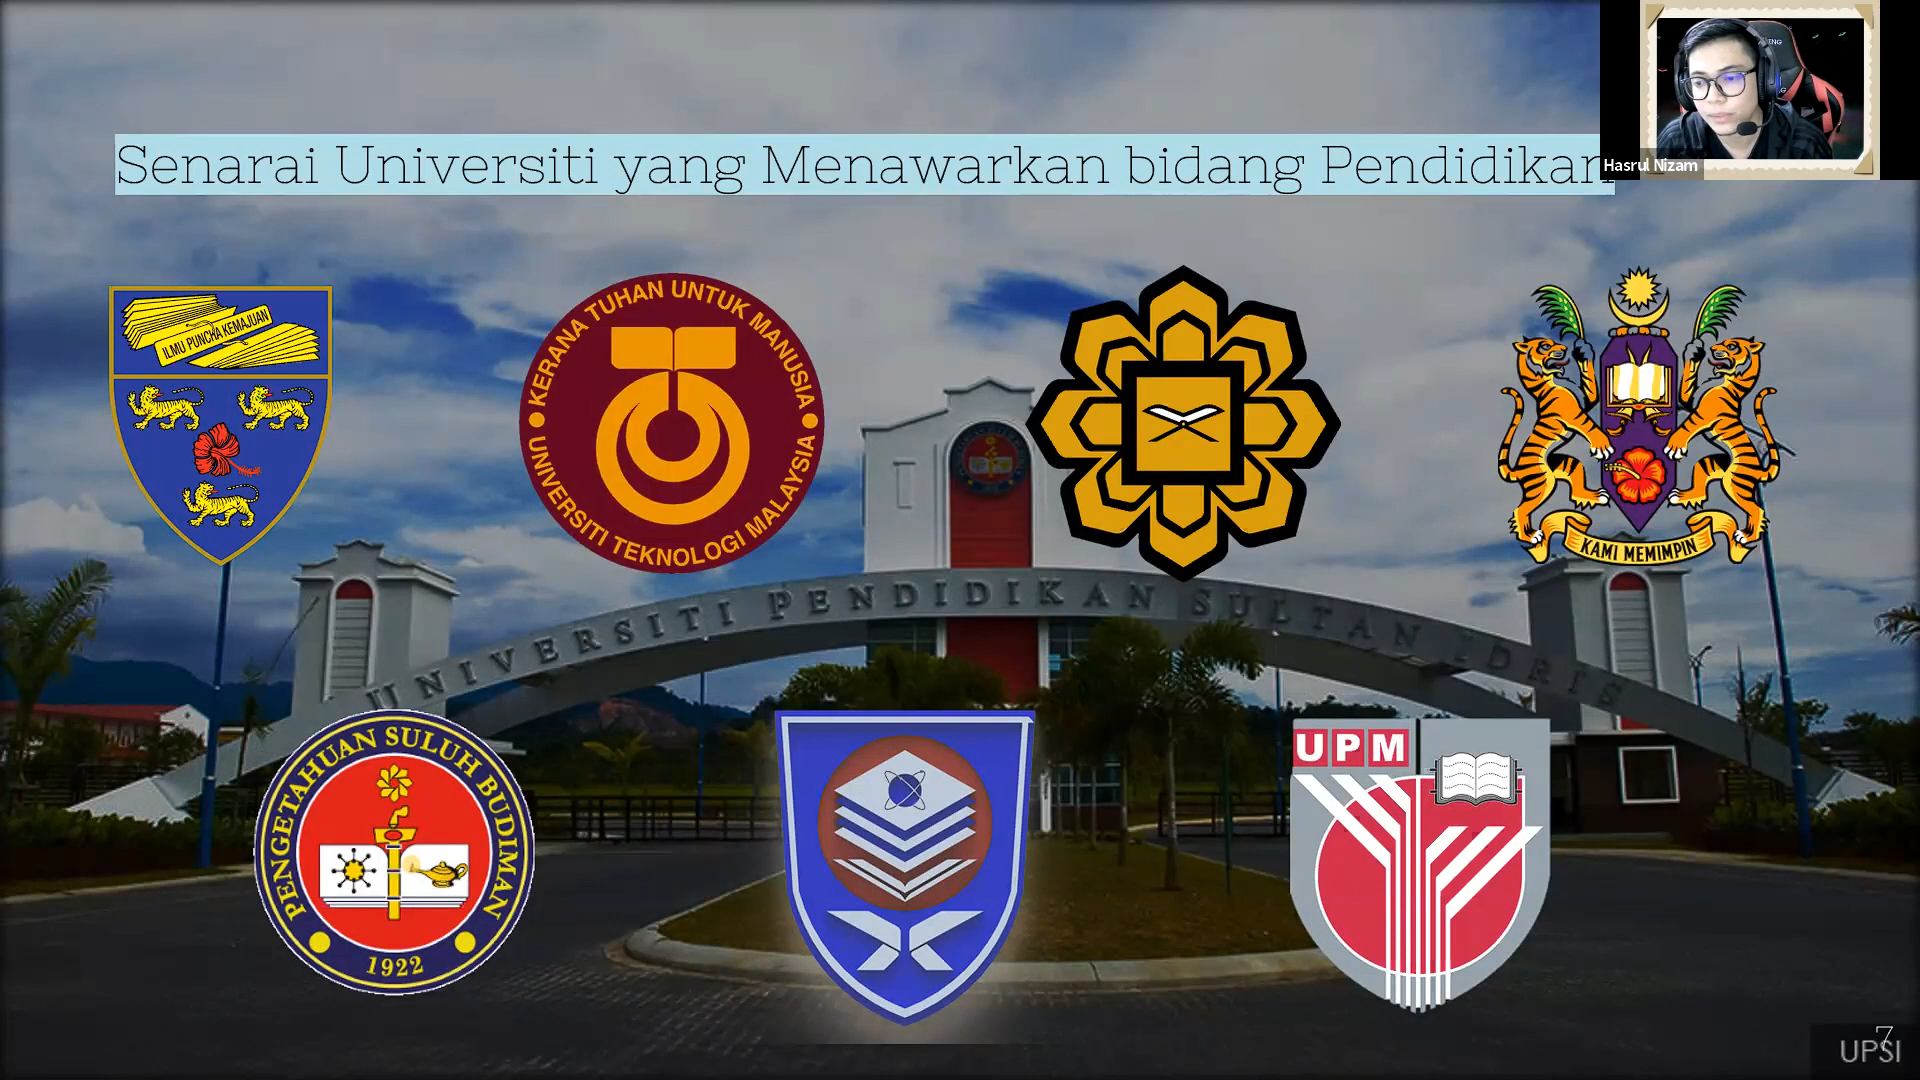 Senarai Universiti yang Menawarkan bidang Pendidikan
Hasrul Nizam
ILMU PUNCHA KEMAJUAN
KERANA TUHAN UNTUK MANUSIA
UNIVERSITI TEKNOLOGI MALAYSIA
KAMI MEMIMPIN
UNIVERSITI PENDIDIKAN SULTAN IDRIS
PENGETAHUAN SULUH BUDIMAN
1922
UPM
7
UPSI